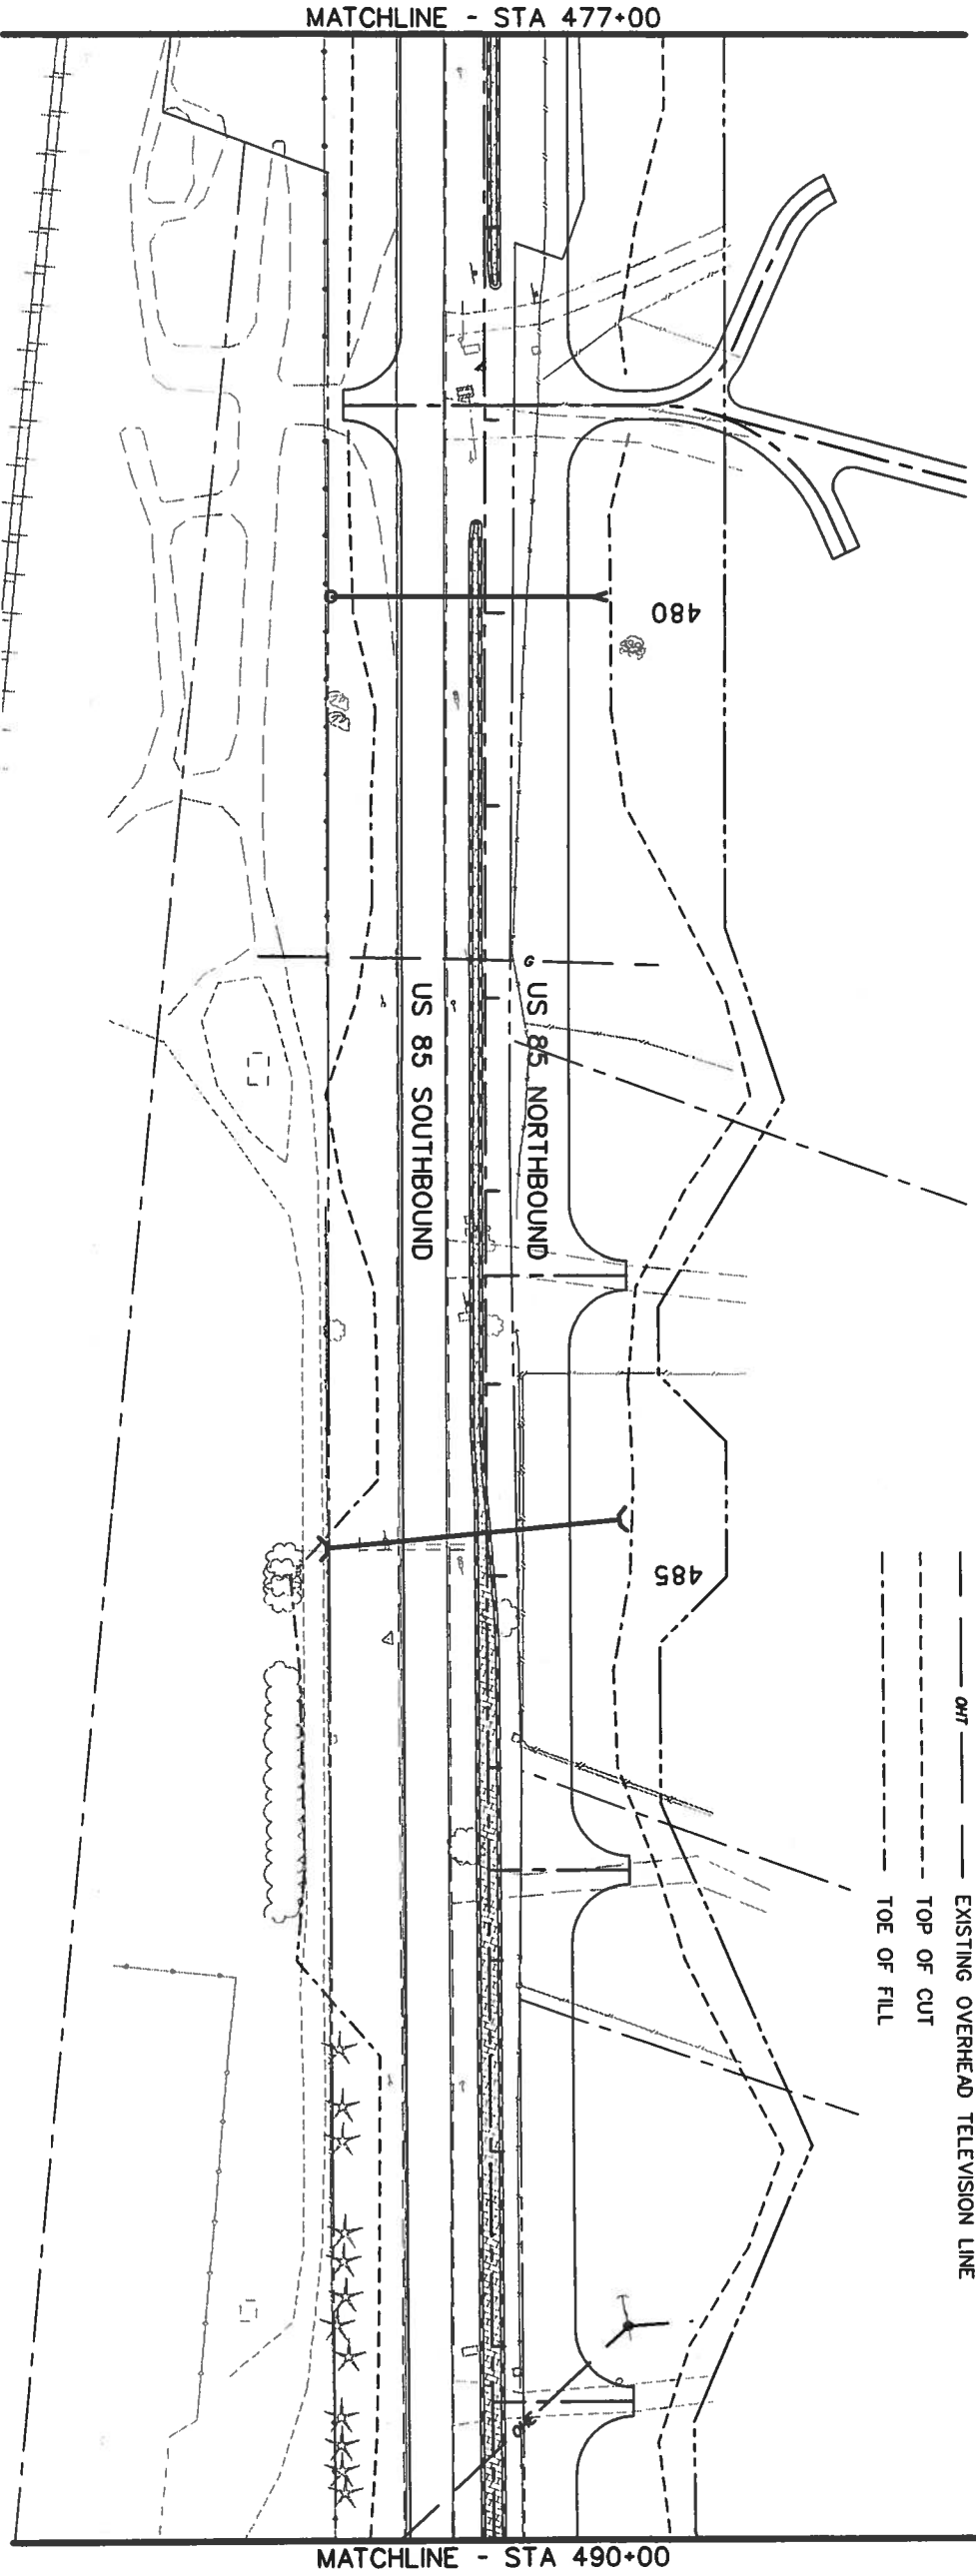 MATCHLINE - STA 477+00
480
G
US 85 NORTHBOUND
US 85 SOUTHBOUND
485
OHT EXISTING OVERHEAD TELEVISION LINE
TOP OF CUT
TOE OF FILL
MATCHLINE - STA 490+00